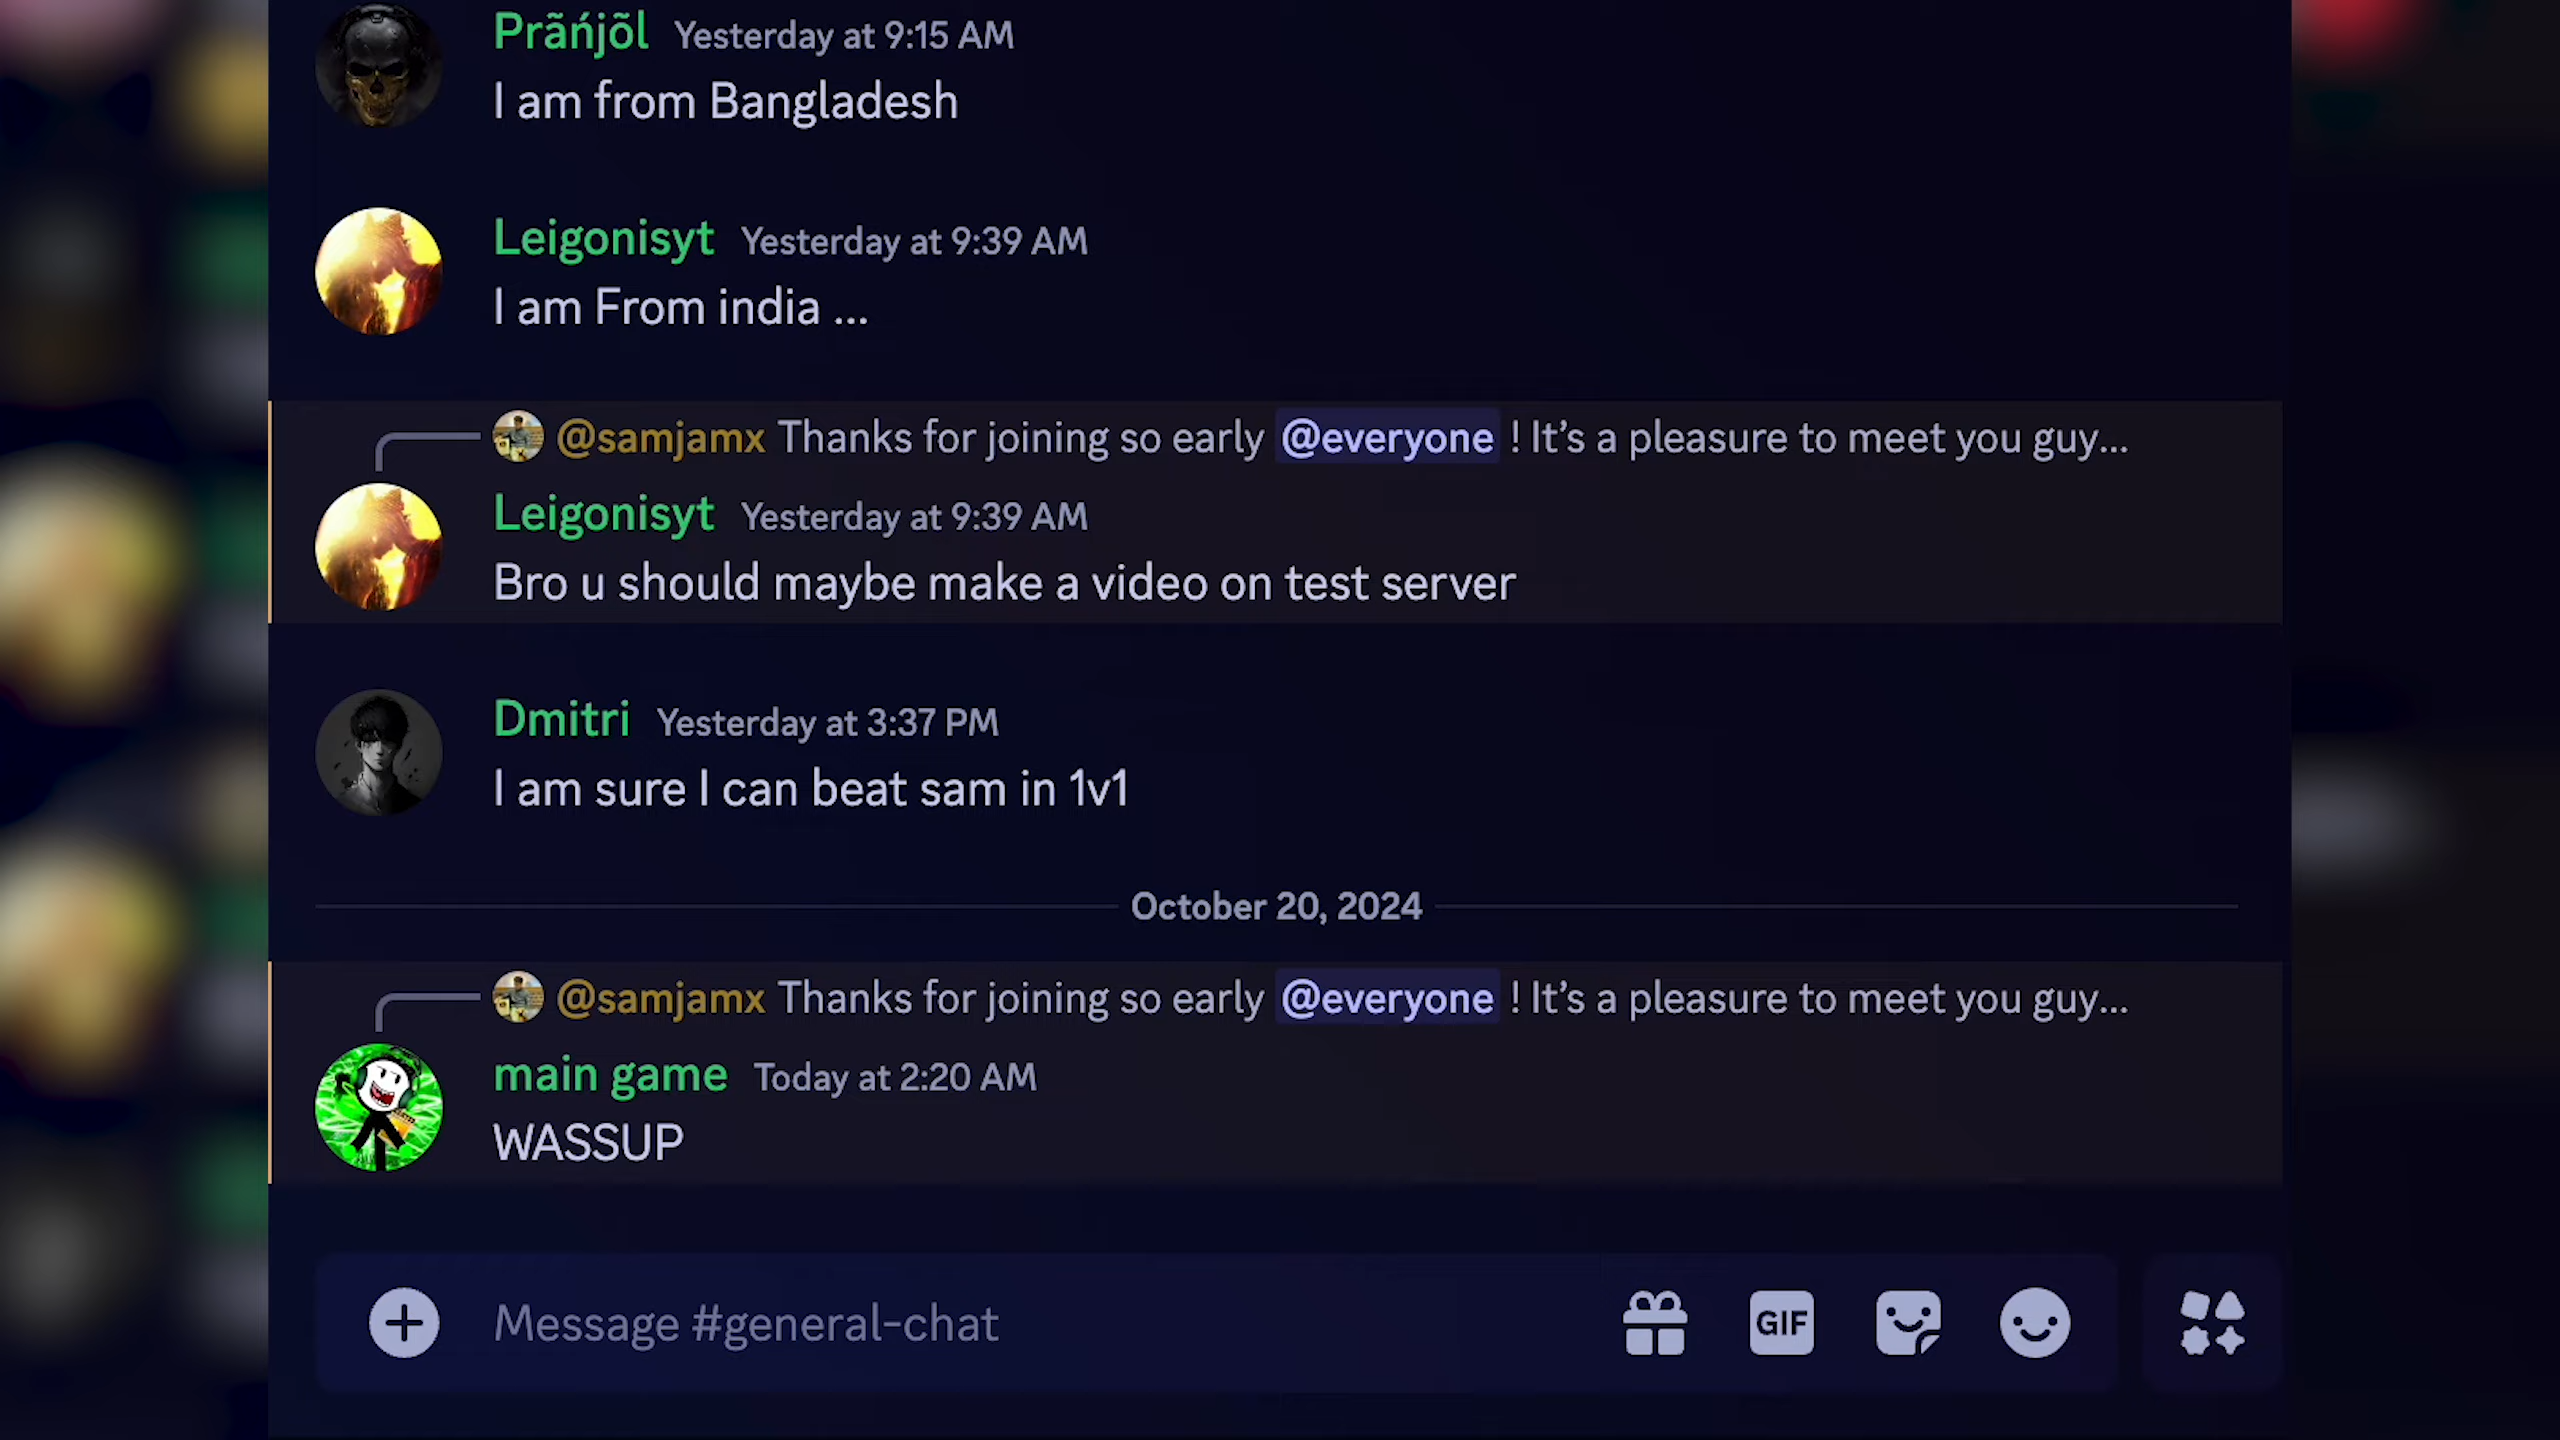 Prãńjõl Yesterday at 9:15 AM
I am from Bangladesh
Leigonisyt Yesterday at 9:39 AM
I am From india ...
@samjamx Thanks for joining so early @everyone ! It's a pleasure to meet you guy...
Leigonisyt Yesterday at 9:39 AM
Bro u should maybe make a video on test server
Dmitri Yesterday at 3:37 PM
I am sure I can beat sam in 1v1
October 20, 2024
@samjamx Thanks for joining so early @everyone ! It's a pleasure to meet you guy...
main game Today at 2:20 AM
WASSUP
Message #general-chat GIF